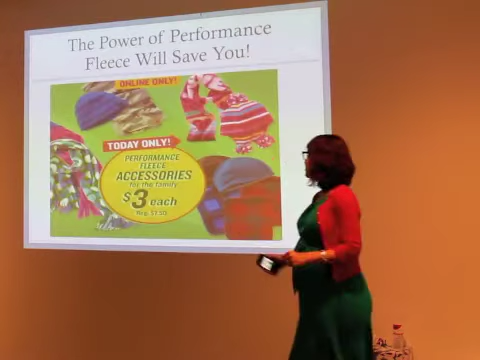 The Power of Performance
Fleece Will Save You!
ONLINE ONLY!
TODAY ONLY!
PERFORMANCE
FLEECE
ACCESSORIES
for the family
$3 each